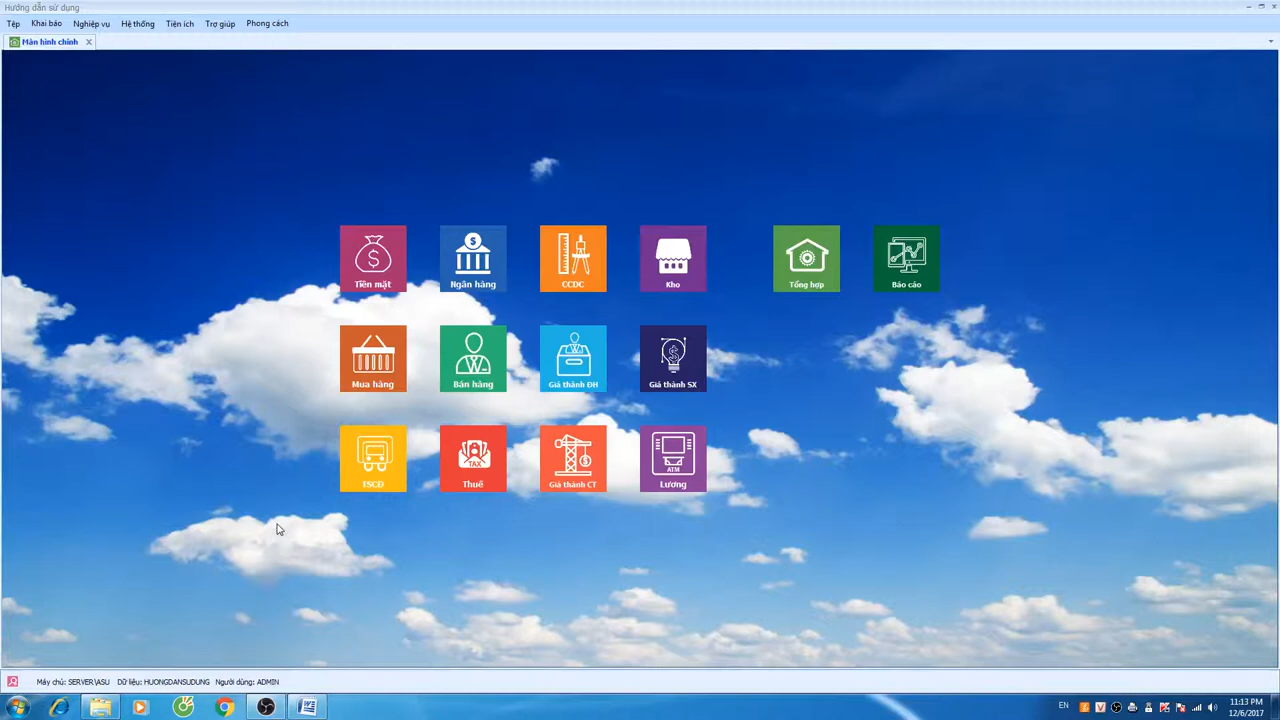 Hướng dẫn sử dụng
Tệp Khai báo Nghiệp vụ Hệ thống Tiện ích Trợ giúp Phong cách
Màn hình chính
Tiền mặt Ngân hàng CCDC Kho Tổng hợp Báo cáo
Mua hàng Bán hàng Giá thành ĐH Giá thành SX
TSCĐ Thuế Giá thành CT Lương
TAX ATM
Máy chủ: SERVER\ASU Dữ liệu: HUONGDANSUDUNG Người dùng: ADMIN
EN 11:13 PM
12/6/2017